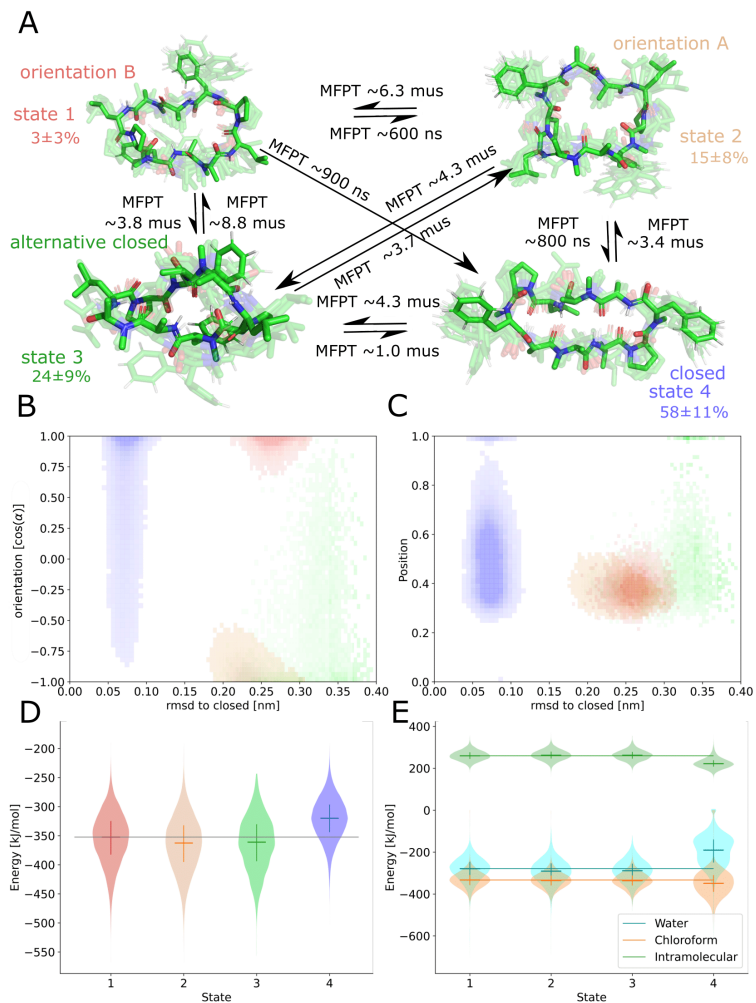 A
orientation B
state 1
3±3%
MFPT ~6.3 mus
MFPT ~600 ns
orientation A
state 2
15±8%
MFPT ~900 ns
MFPT ~4.3 mus
MFPT ~3.7 mus
MFPT
~3.8 mus
MFPT
~8.8 mus
MFPT
~800 ns
MFPT
~3.4 mus
alternative closed
state 3
24±9%
MFPT ~4.3 mus
MFPT ~1.0 mus
closed
state 4
58±11%
B
1.00
0.75
0.50
0.25
0.00
−0.25
−0.50
−0.75
−1.00
orientation [cos(α)]
0.00 0.05 0.10 0.15 0.20 0.25 0.30 0.35 0.40
rmsd to closed [nm]
C
1.0
0.8
0.6
0.4
0.2
0.0
Position
0.00 0.05 0.10 0.15 0.20 0.25 0.30 0.35 0.40
rmsd to closed [nm]
D
−200
−250
−300
−350
−400
−450
−500
−550
Energy [kJ/mol]
1 2 3 4
State
E
400
200
0
−200
−400
−600
Energy [kJ/mol]
Water
Chloroform
Intramolecular
1 2 3 4
State